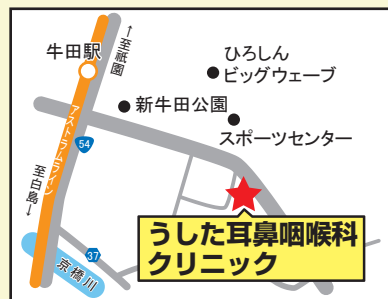 牛田駅
←至祇園
ひろしん
ビッグウェーブ
新牛田公園
スポーツセンター
アストラムライン
54
至白島→
うした耳鼻咽喉科
クリニック
37
京橋川